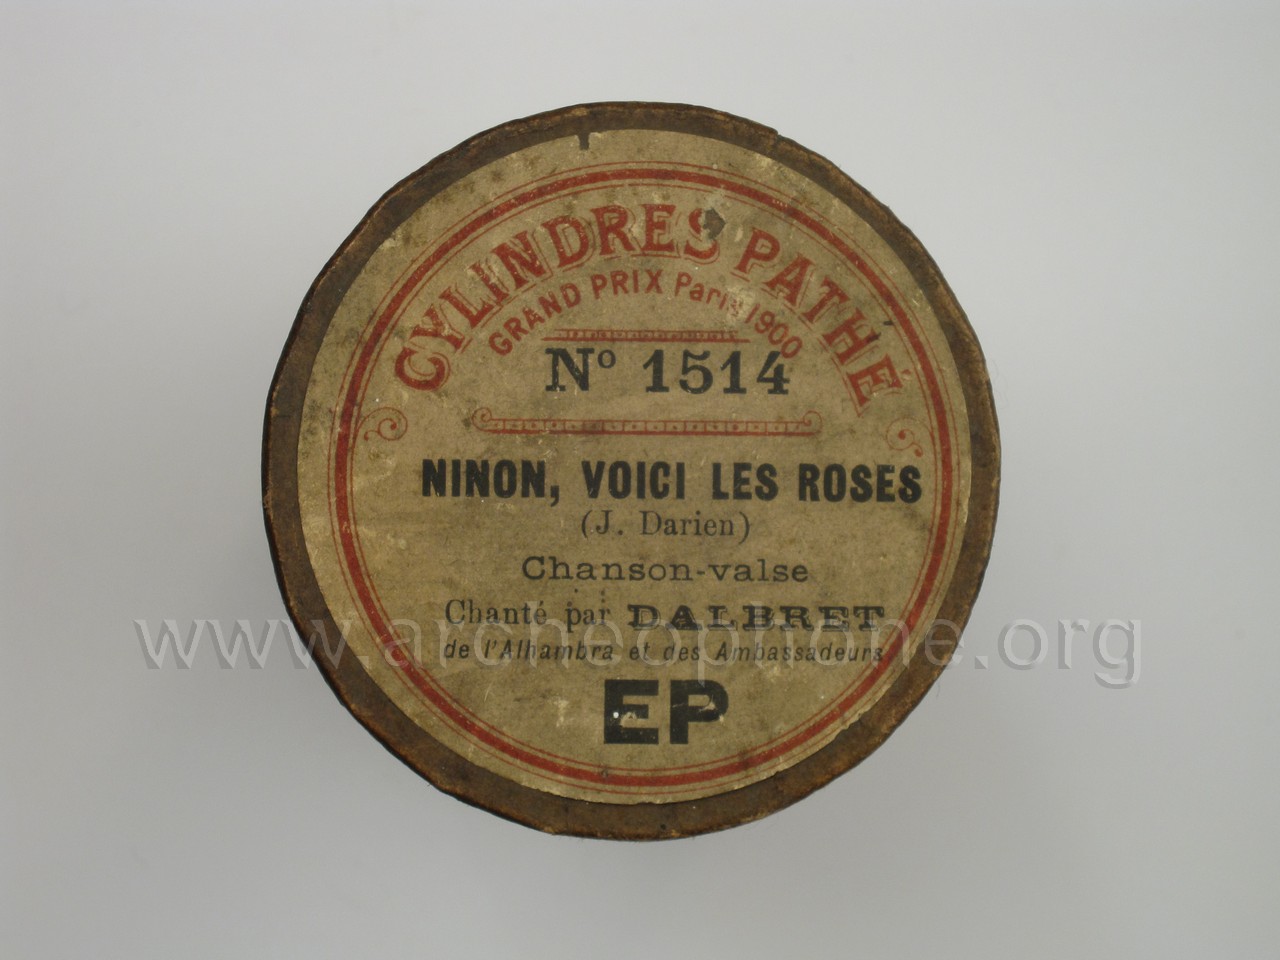 CYLINDRES PATHÉ
GRAND PRIX Paris 1900
Nº 1514
NINON, VOICI LES ROSES
(J. Darien)
Chanson-valse
Chanté par DALBRET
de l'Alhambra et des Ambassadeurs
EP
www.archeophone.org